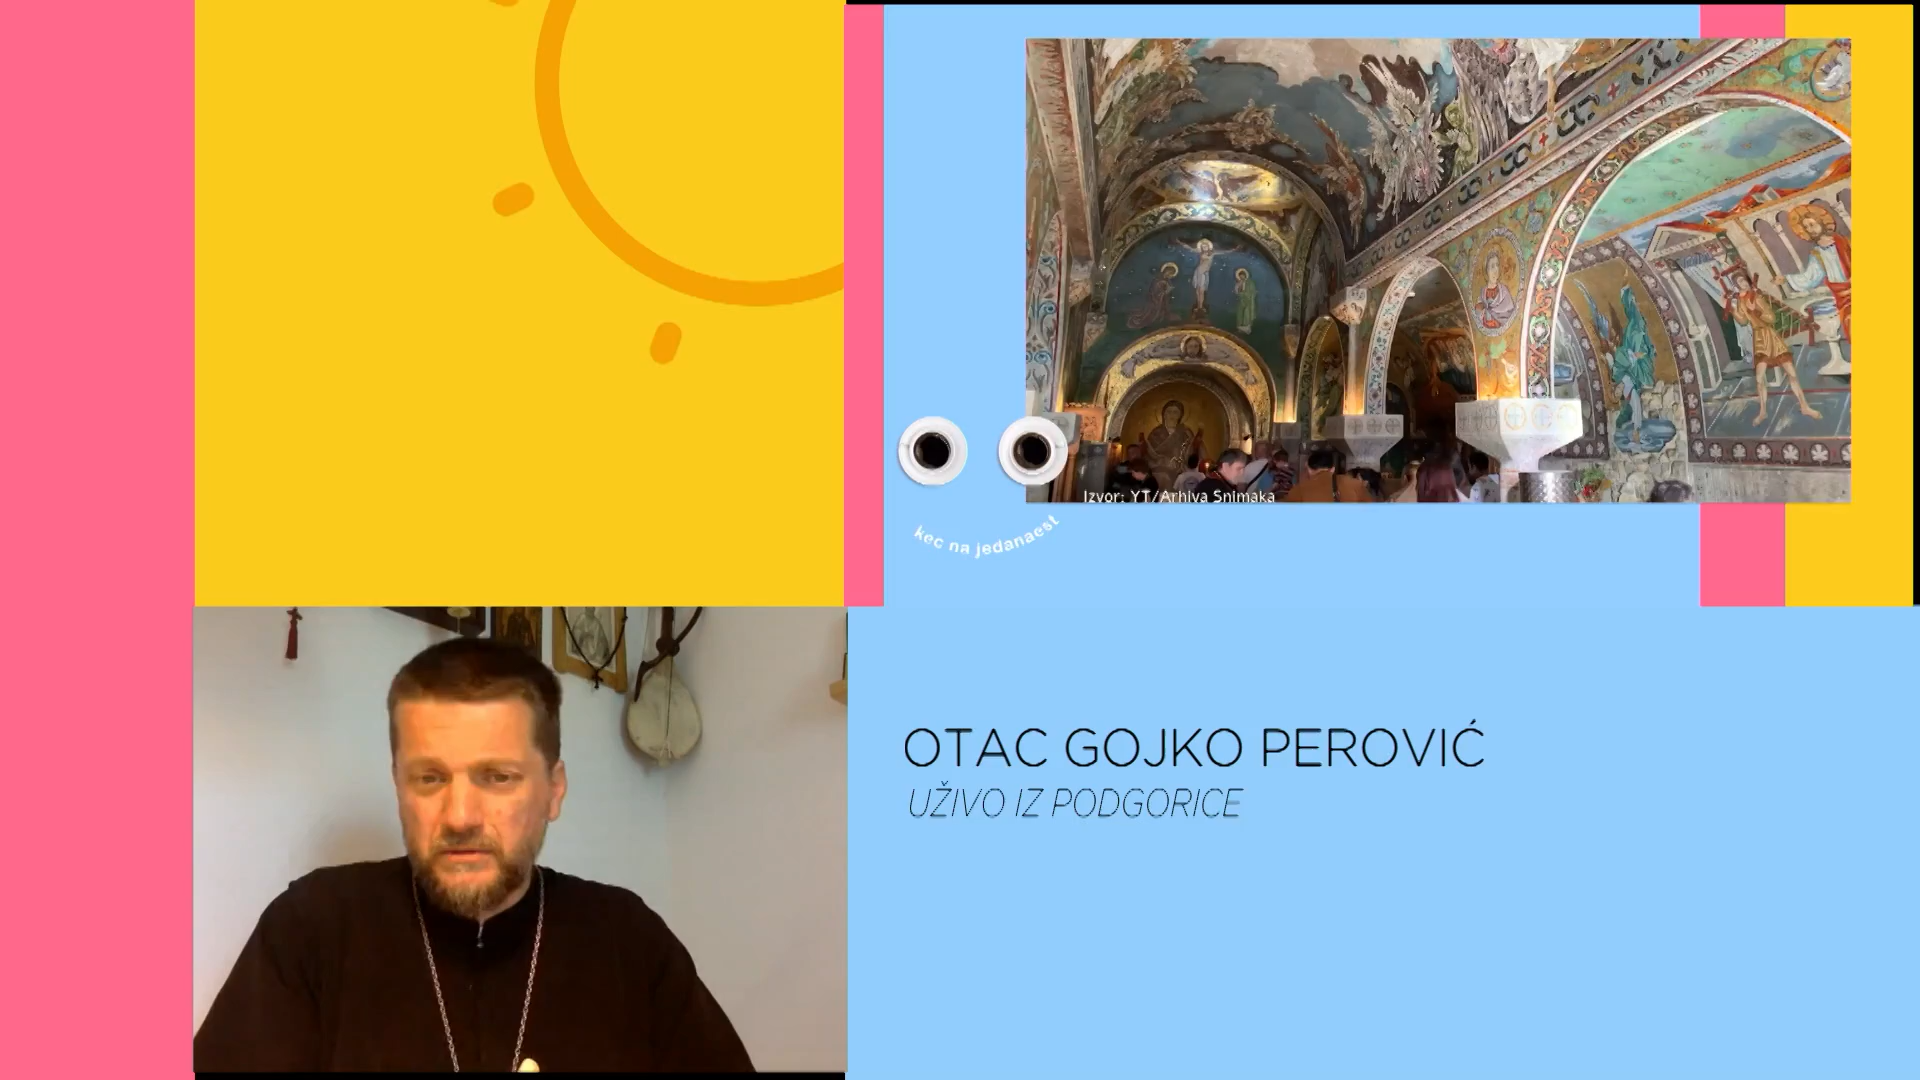 Izvor: YT/Arhiva Snimaka
kec na jedanaest
OTAC GOJKO PEROVIĆ
UŽIVO IZ PODGORICE